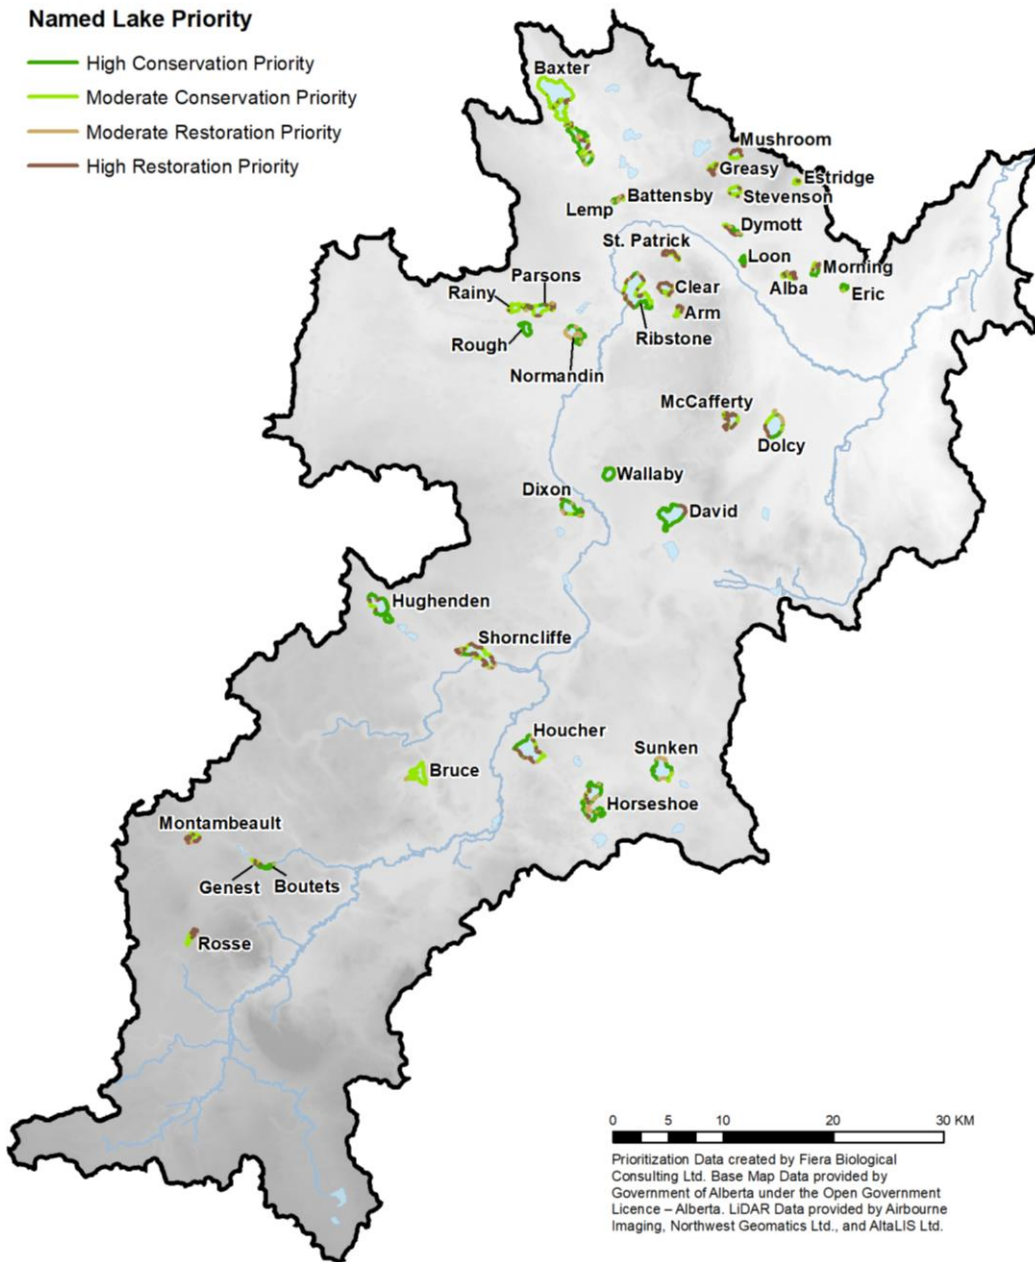 Named Lake Priority
High Conservation Priority
Moderate Conservation Priority
Moderate Restoration Priority
High Restoration Priority
Baxter
Mushroom
Greasy
Estridge
Stevenson
Battensby
Lemp
Dymott
St. Patrick
Loon
Morning
Parsons
Rainy
Clear
Alba
Eric
Arm
Rough
Ribstone
Normandin
McCafferty
Dolcy
Wallaby
Dixon
David
Hughenden
Shorncliffe
Houcher
Sunken
Bruce
Horseshoe
Montambeault
Genest
Boutets
Rosse
0 5 10 20 30 KM
Prioritization Data created by Fiera Biological
Consulting Ltd. Base Map Data provided by
Government of Alberta under the Open Government
Licence – Alberta. LiDAR Data provided by Airbourne
Imaging, Northwest Geomatics Ltd., and AltaLIS Ltd.